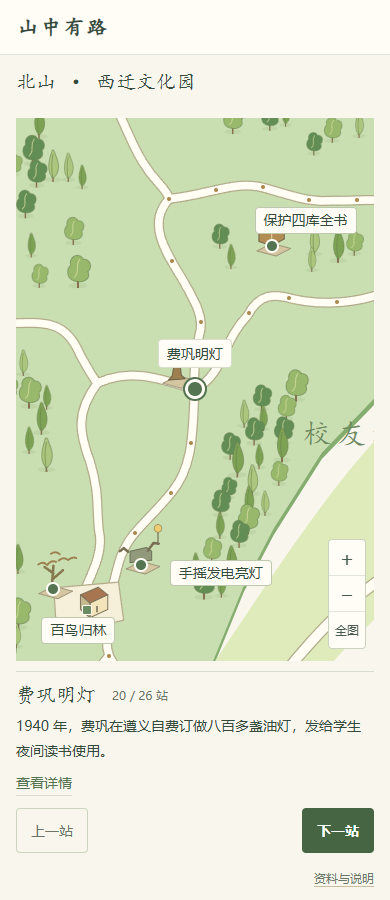 山中有路
北山 • 西迁文化园
保护四库全书
费巩明灯
校友
手摇发电亮灯
百鸟归林
+
−
全图
费巩明灯 20 / 26 站
1940 年，费巩在遵义自费订做八百多盏油灯，发给学生
夜间读书使用。
查看详情
上一站
下一站
资料与说明